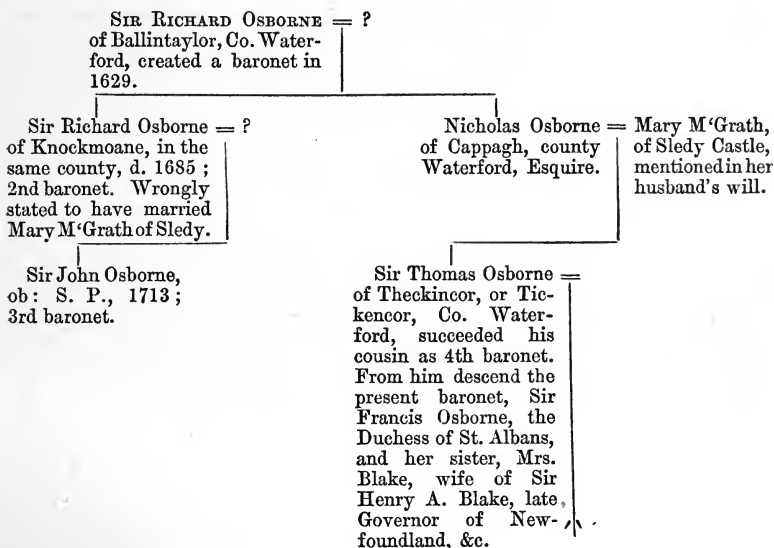 SIR RICHARD OSBORNE = ?
of Ballintaylor, Co. Water-
ford, created a baronet in
1629.
Sir Richard Osborne = ?
of Knockmoane, in the
same county, d. 1685 ;
2nd baronet. Wrongly
stated to have married
Mary M‘Grath of Sledy.
Nicholas Osborne =
of Cappagh, county
Waterford, Esquire.
Mary M‘Grath,
of Sledy Castle,
mentioned in her
husband's will.
Sir John Osborne,
ob: S. P., 1713 ;
3rd baronet.
Sir Thomas Osborne =
of Theckincor, or Tic-
kencor, Co. Water-
ford, succeeded his
cousin as 4th baronet.
From him descend the
present baronet, Sir
Francis Osborne, the
Duchess of St. Albans,
and her sister, Mrs.
Blake, wife of Sir
Henry A. Blake, late
Governor of New-
foundland, &c.